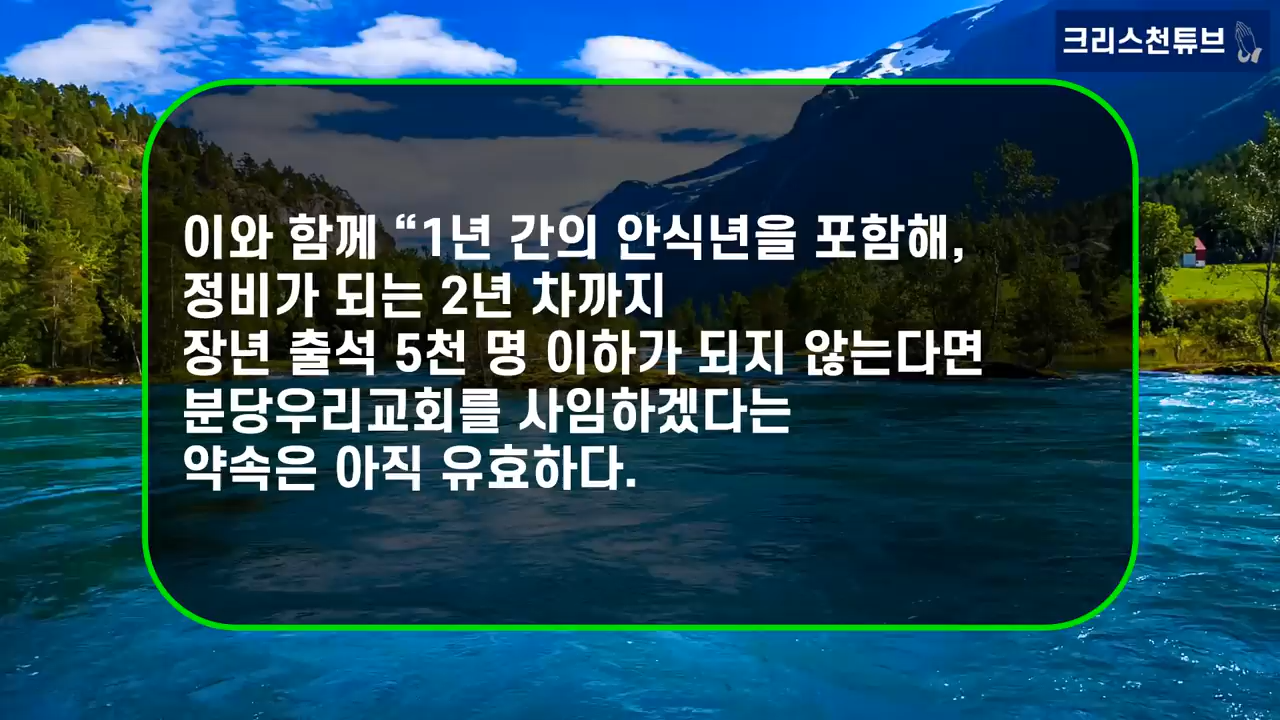 크리스천튜브
이와 함께 “1년 간의 안식년을 포함해,
정비가 되는 2년 차까지
장년 출석 5천 명 이하가 되지 않는다면
분당우리교회를 사임하겠다는
약속은 아직 유효하다.